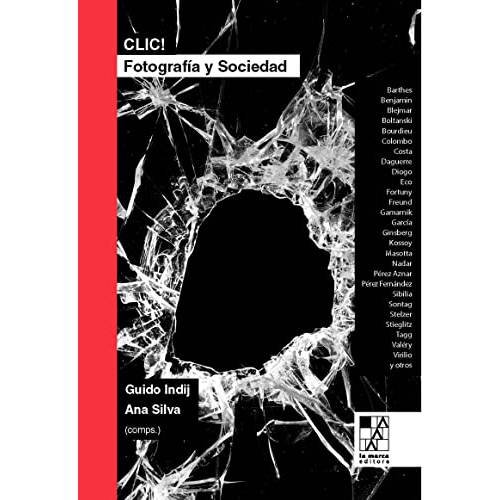 CLIC!
Fotografía y Sociedad
Barthes
Benjamin
Blejmar
Boltanski
Bourdieu
Colombo
Costa
Daguerre
Diogo
Eco
Fortuny
Freund
Gamarnik
García
Ginsberg
Kossoy
Masotta
Nadar
Pérez Aznar
Pérez Fernández
Sibilia
Sontag
Stelzer
Stieglitz
Tagg
Valéry
Virilio
y otros
Guido Indij
Ana Silva
(comps.)
la marca
editora